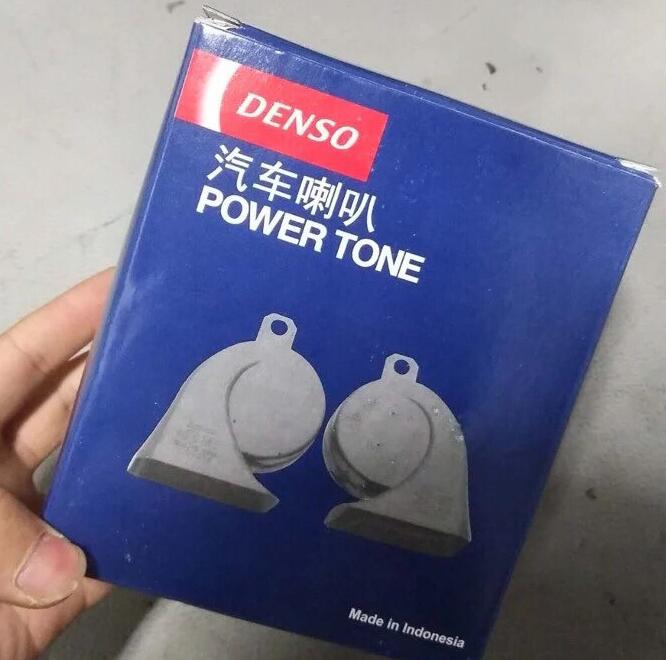 DENSO
汽车喇叭
POWER TONE
Made in Indonesia